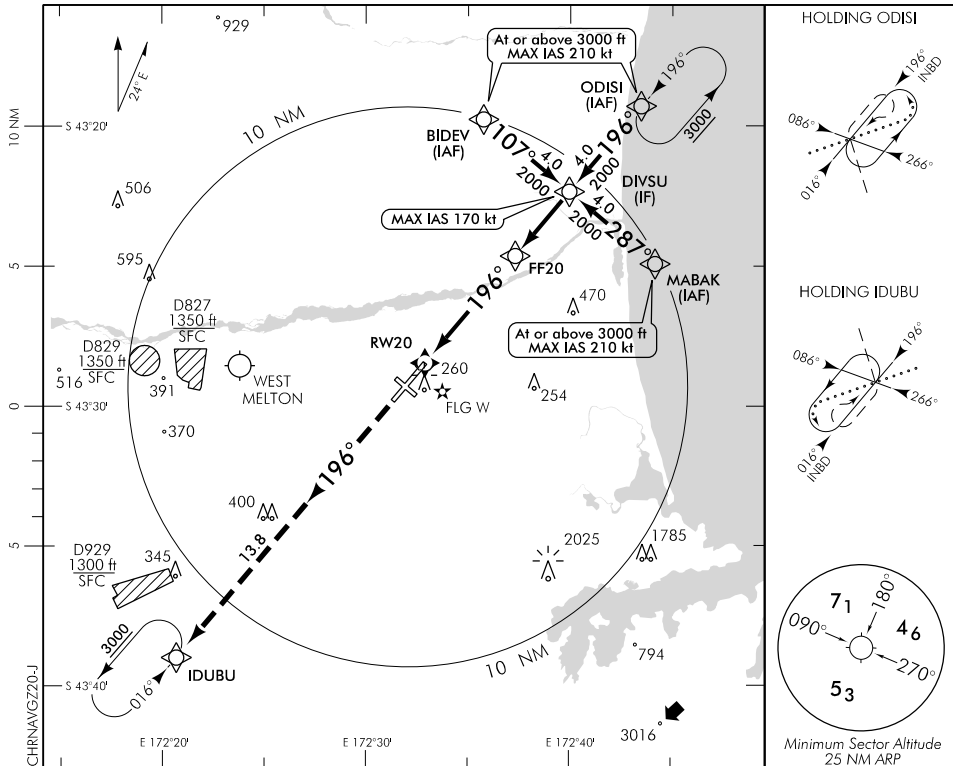 929
At or above 3000 ft
MAX IAS 210 kt
HOLDING ODISI
24° E
196°
INBD
086°
266°
016°
10 NM
S 43°20'
10 NM
BIDEV
(IAF)
ODISI
(IAF)
196°
3000
107°
4.0
2000
196°
4.0
2000
DIVSU
(IF)
506
MAX IAS 170 kt
4.0
2000
287°
MABAK
(IAF)
5
595
FF20
196°
470
At or above 3000 ft
MAX IAS 210 kt
HOLDING IDUBU
086°
196°
266°
016°
INBD
D827
1350 ft
SFC
D829
1350 ft
SFC
516
391
WEST
MELTON
RW20
260
FLG W
254
0
S 43°30'
370
196°
400
13.8
5
D929
1300 ft
SFC
345
2025
1785
3000
016°
IDUBU
S 43°40'
10 NM
794
3016
71
180°
090°
46
270°
53
Minimum Sector Altitude
25 NM ARP
CHRNAVGZ20-J
E 172°20'
E 172°30'
E 172°40'